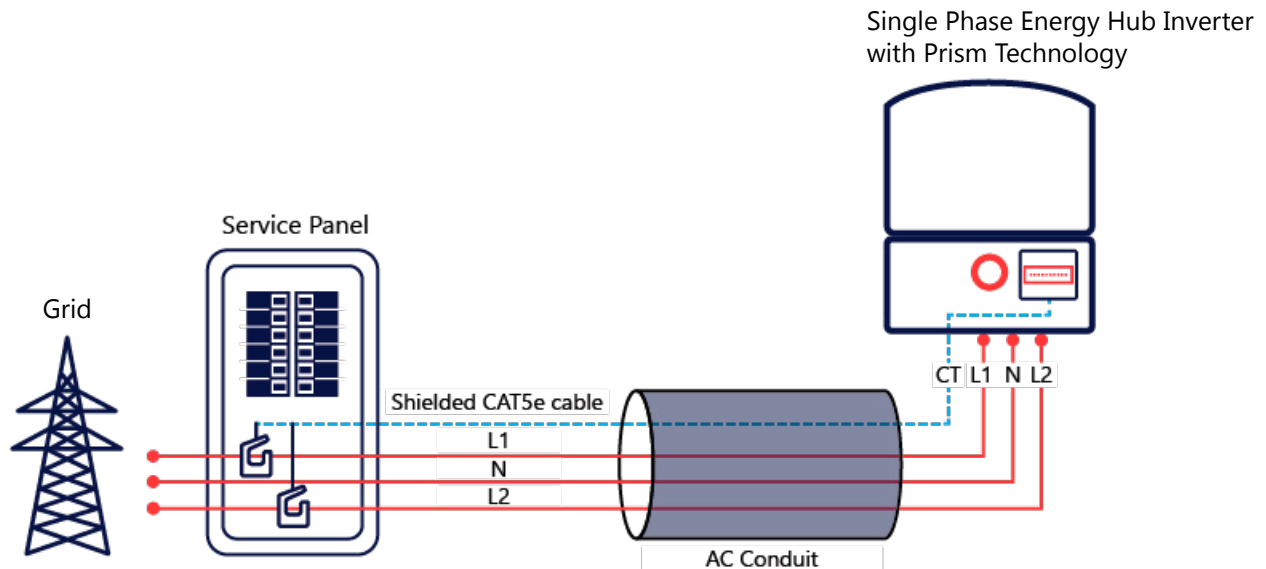 Single Phase Energy Hub Inverter
with Prism Technology
Service Panel
Grid
CT L1 N L2
Shielded CAT5e cable
L1
N
L2
AC Conduit